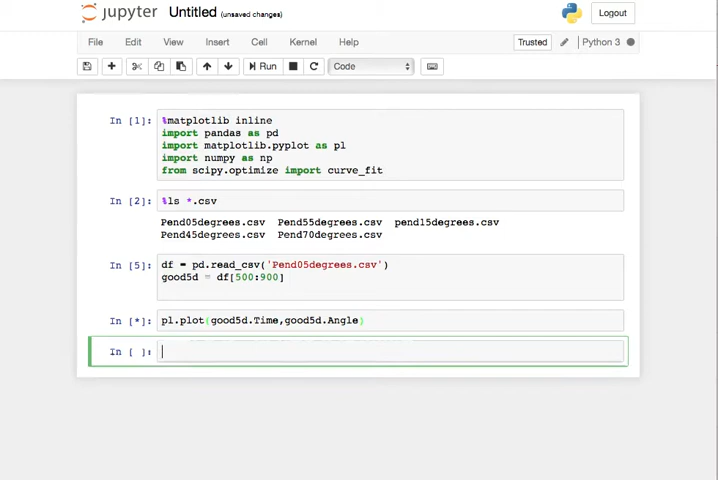 jupyter Untitled (unsaved changes) Logout
File Edit View Insert Cell Kernel Help Trusted Python 3
Run Code
In [1]: %matplotlib inline
import pandas as pd
import matplotlib.pyplot as pl
import numpy as np
from scipy.optimize import curve_fit
In [2]: %ls *.csv
Pend05degrees.csv Pend55degrees.csv pend15degrees.csv
Pend45degrees.csv Pend70degrees.csv
In [5]: df = pd.read_csv('Pend05degrees.csv')
good5d = df[500:900]
In [*]: pl.plot(good5d.Time,good5d.Angle)
In [ ]: